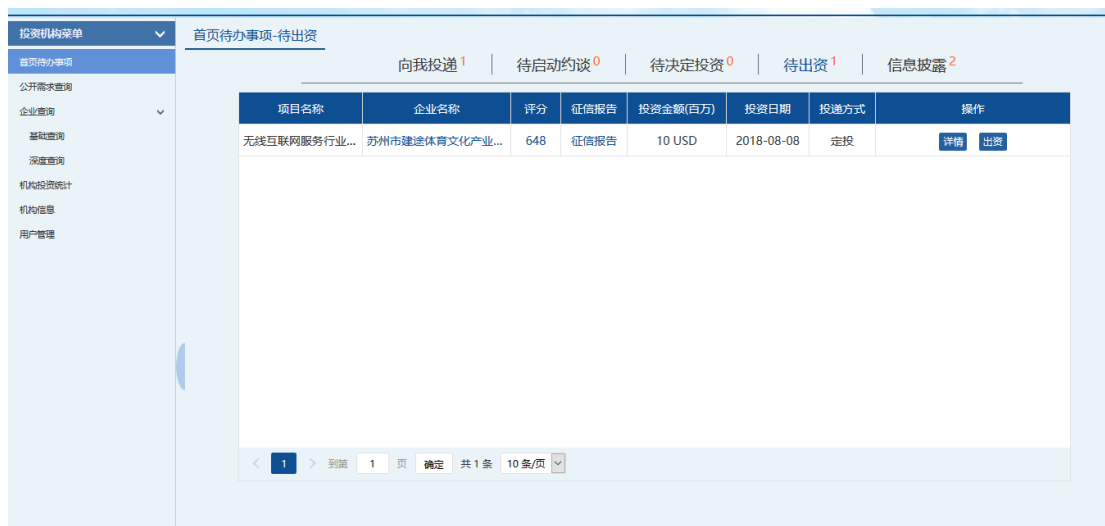 投资机构菜单
首页待办事项
公开需求查询
企业查询
基础查询
深度查询
机构投资统计
机构信息
用户管理
首页待办事项-待出资
向我投递1 待启动约谈0 待决定投资0 待出资1 信息披露2
项目名称 企业名称 评分 征信报告 投资金额(百万) 投资日期 投递方式 操作
无线互联网服务行业... 苏州市建途体育文化产业... 648 征信报告 10 USD 2018-08-08 定投 详情 出资
< 1 > 到第 1 页 确定 共 1 条 10 条/页